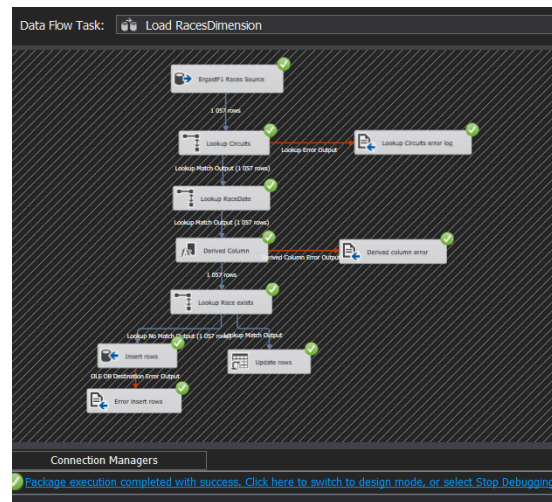 Data Flow Task: Load RacesDimension
ErgastF1 Races Source
1 057 rows
Lookup Circuits
Lookup Error Output
Lookup Circuits error log
Lookup Match Output (1 057 rows)
Lookup RaceDate
Lookup Match Output (1 057 rows)
Derived Column
Derived Column Error Output
Derived column error
1 057 rows
Lookup Race exists
Lookup No Match Output (1 057 rows)
Lookup Match Output
Insert rows
Update rows
OLE DB Destination Error Output
Error insert rows
Connection Managers
Package execution completed with success. Click here to switch to design mode, or select Stop Debugging